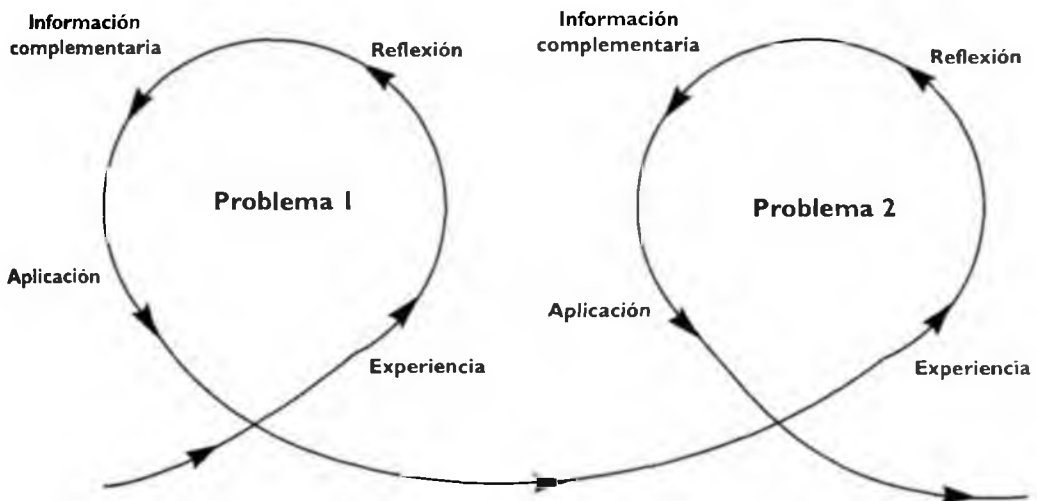 Información
complementaria
Reflexión
Problema 1
Aplicación
Experiencia
Información
complementaria
Reflexión
Problema 2
Aplicación
Experiencia